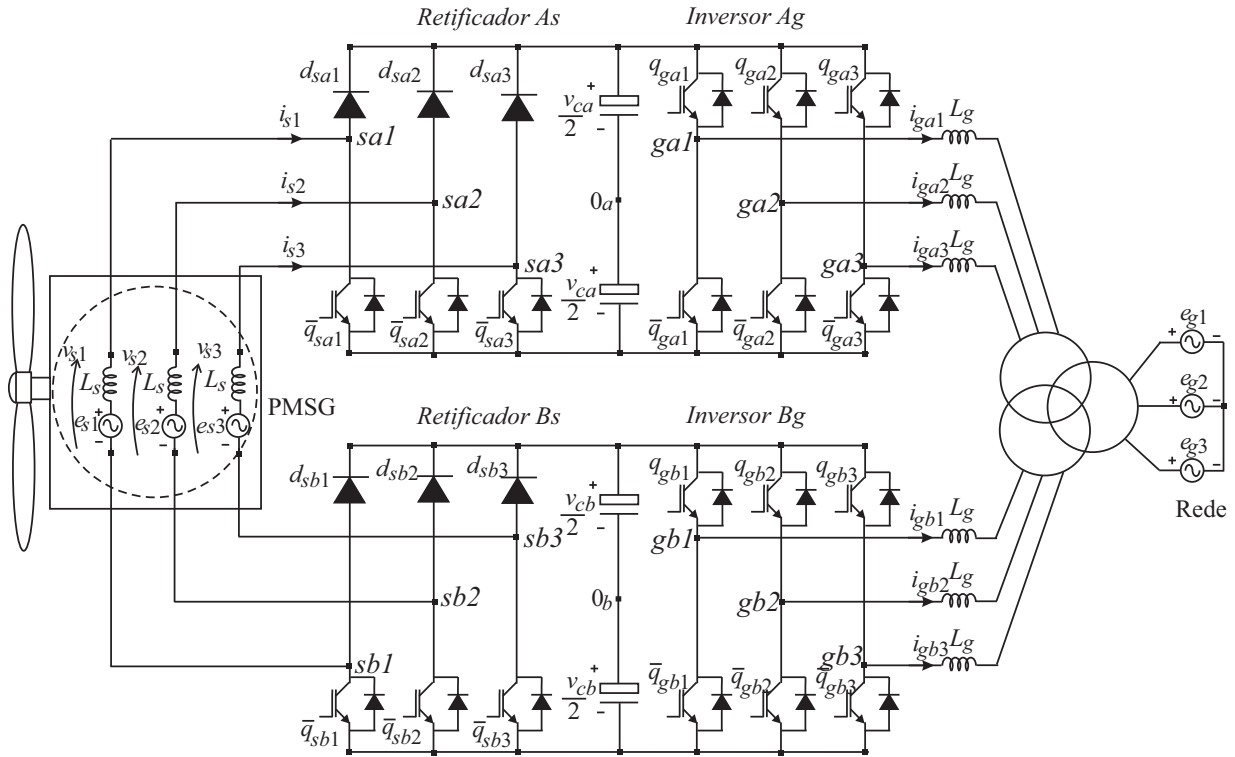 Retificador As
Inversor Ag
d_sa1 d_sa2 d_sa3
q_ga1 q_ga2 q_ga3
+ v_ca/2 -
i_s1 sa1
ga1 i_ga1 L_g
i_s2 sa2
0_a
ga2 i_ga2 L_g
i_s3 sa3
ga3 i_ga3 L_g
+ v_ca/2 -
q̅_sa1 q̅_sa2 q̅_sa3
q̅_ga1 q̅_ga2 q̅_ga3
v_s1 v_s2 v_s3
L_s L_s L_s
+ + +
e_s1 e_s2 e_s3
- - -
PMSG
+ e_g1 -
+ e_g2 -
+ e_g3 -
Rede
Retificador Bs
Inversor Bg
d_sb1 d_sb2 d_sb3
q_gb1 q_gb2 q_gb3
+ v_cb/2 -
sb3
gb1 i_gb1 L_g
sb2
0_b
gb2 i_gb2 L_g
sb1
gb3 i_gb3 L_g
+ v_cb/2 -
q̅_sb1 q̅_sb2 q̅_sb3
q̅_gb1 q̅_gb2 q̅_gb3